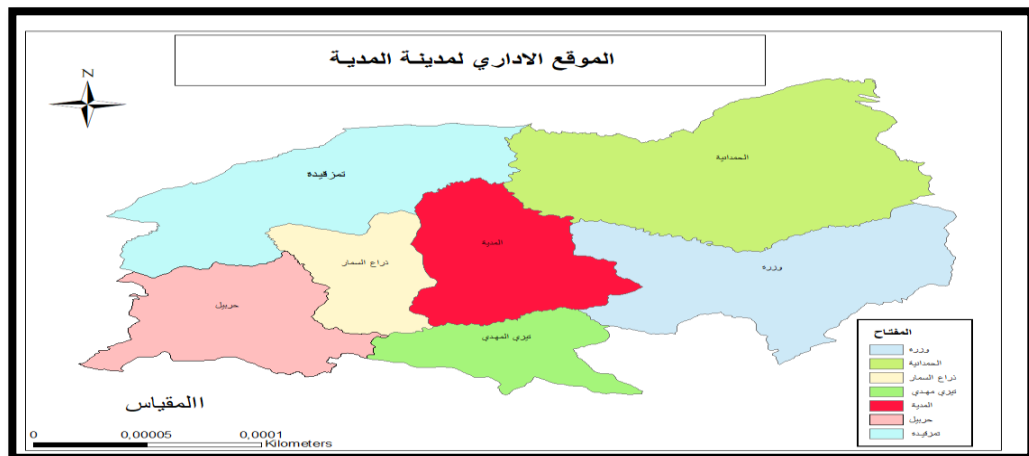 الموقع الاداري لمدينة المدية
N
الحمدانية
تمزقيده
المدية
ذراع السمار
وزره
حربيل
تيزي المهدي
المفتاح
وزره
الحمدانية
ذراع السمار
تيزي مهدي
المدية
حربيل
تمزقيده
االمقياس
0 0,00005 0,0001
Kilometers